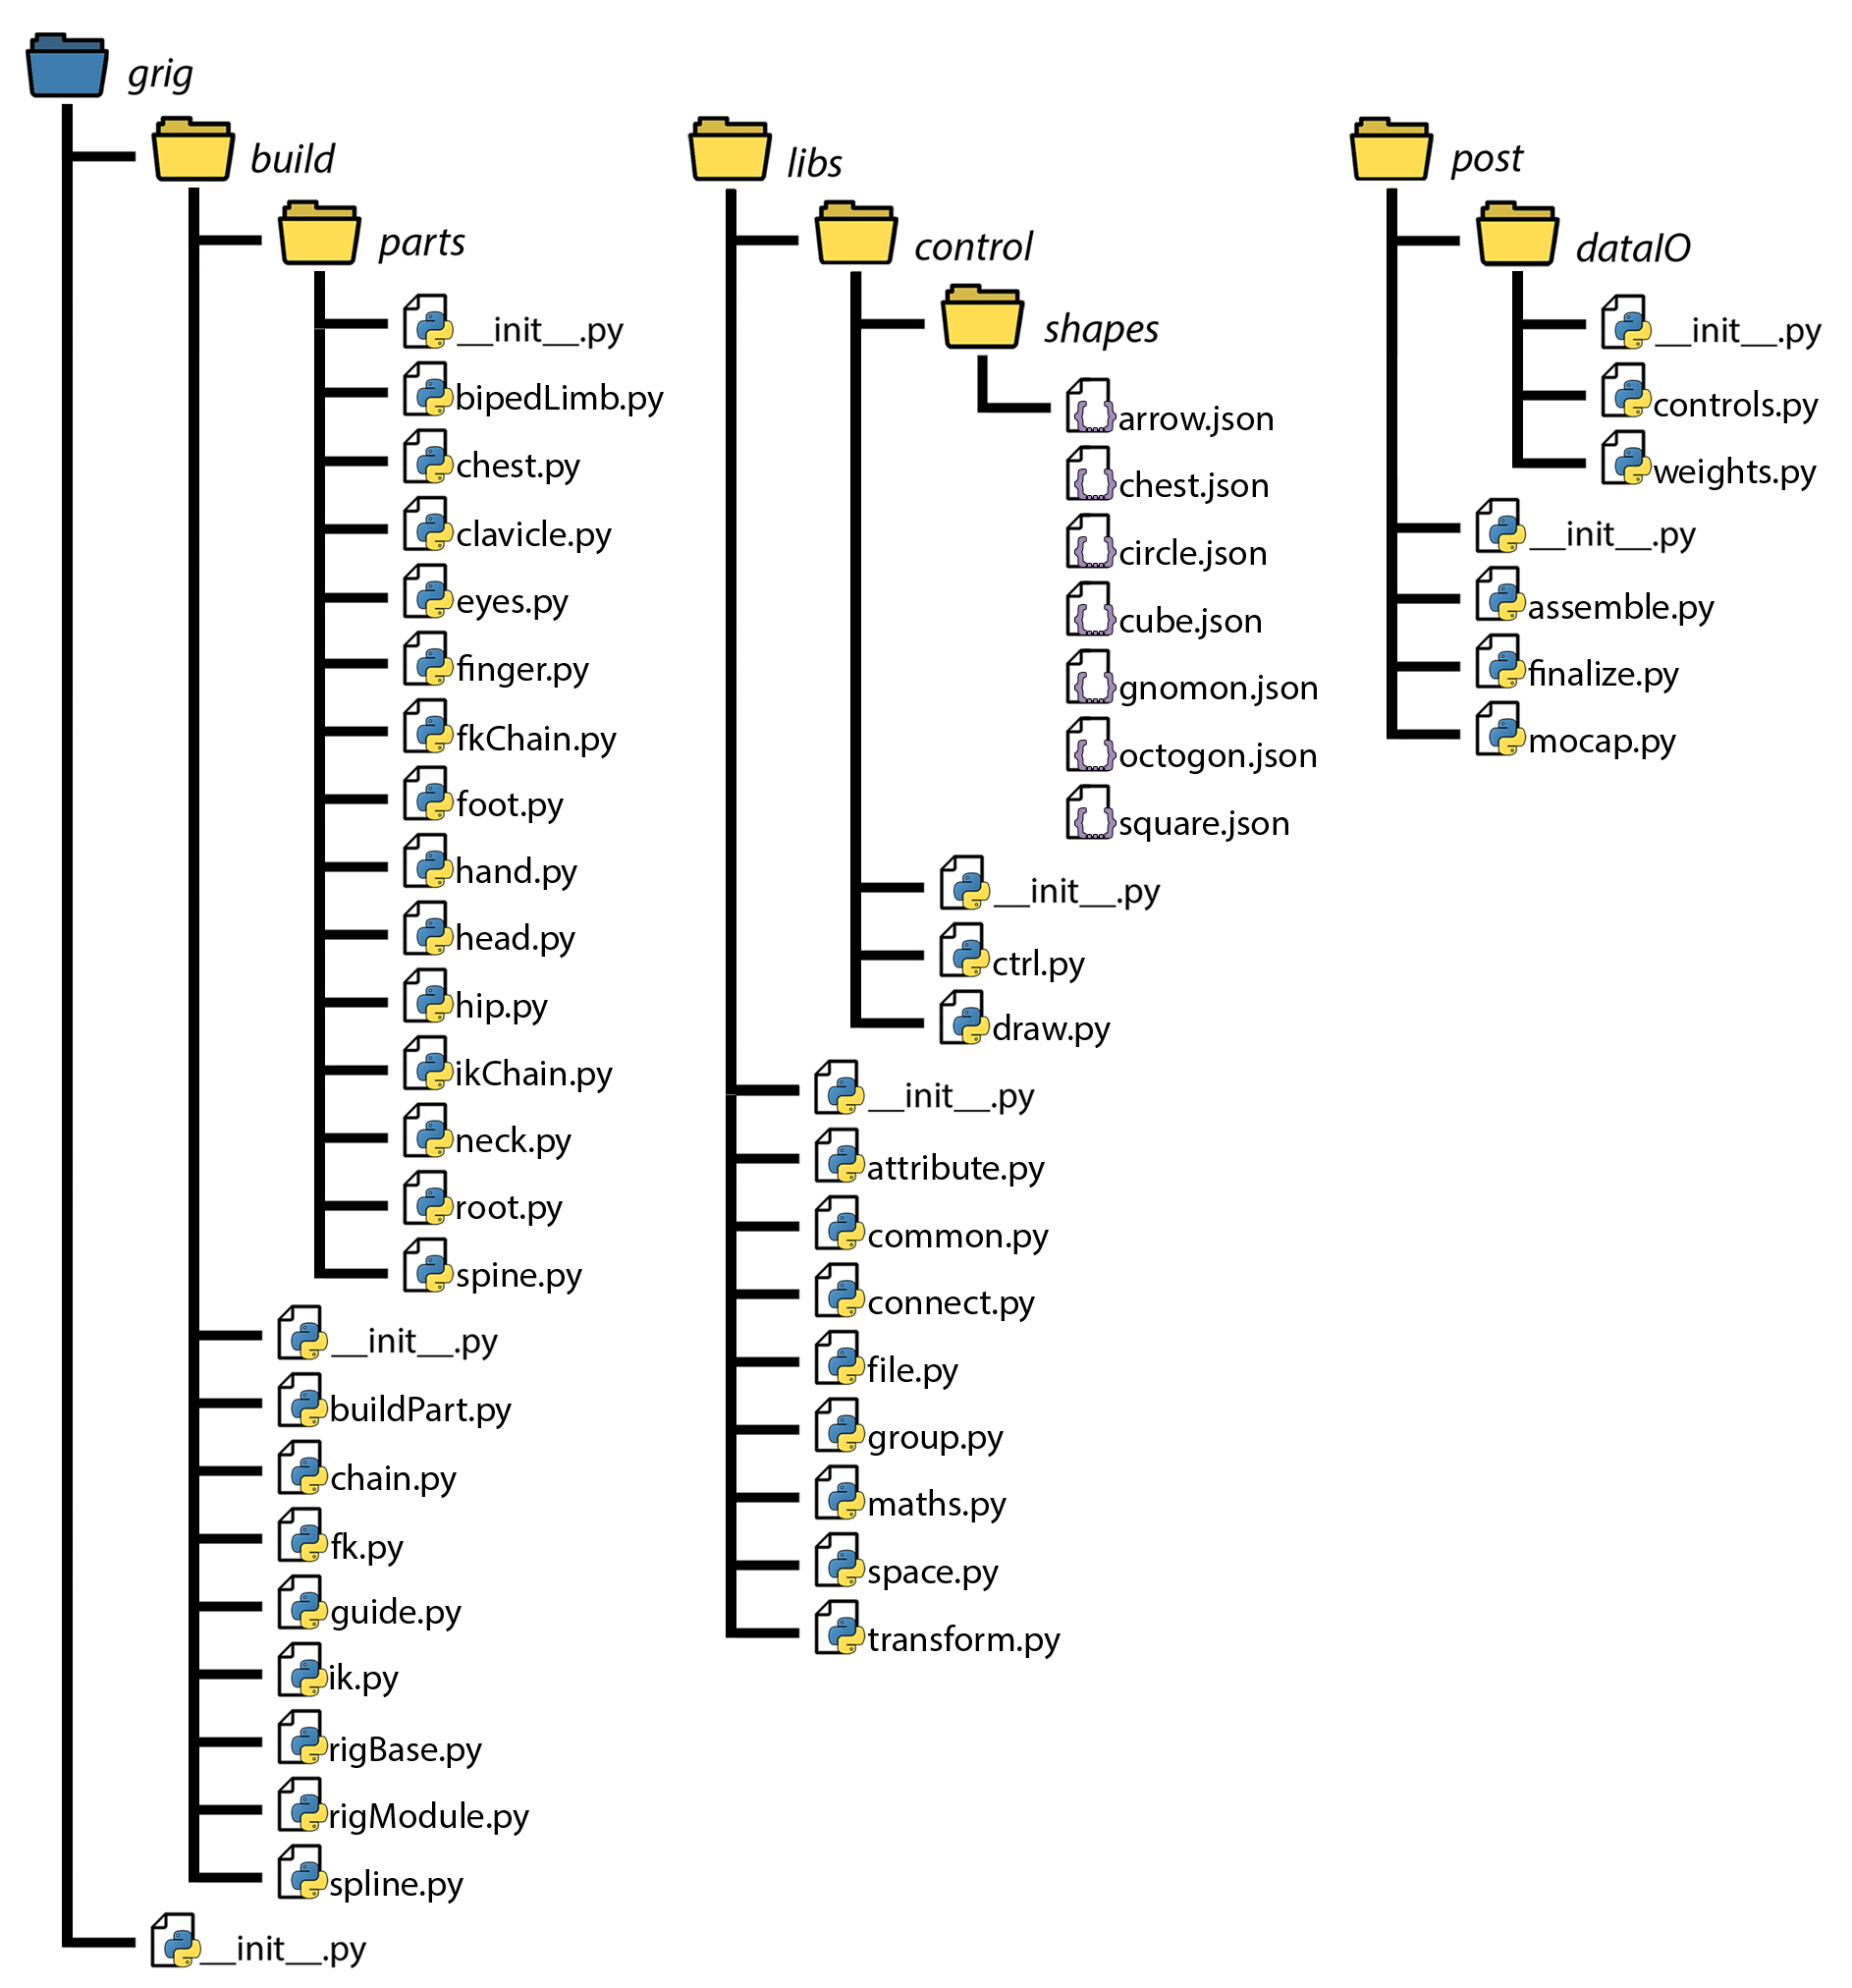 grig
build
parts
__init__.py
bipedLimb.py
chest.py
clavicle.py
eyes.py
finger.py
fkChain.py
foot.py
hand.py
head.py
hip.py
ikChain.py
neck.py
root.py
spine.py
__init__.py
buildPart.py
chain.py
fk.py
guide.py
ik.py
rigBase.py
rigModule.py
spline.py
__init__.py
libs
control
shapes
arrow.json
chest.json
circle.json
cube.json
gnomon.json
octogon.json
square.json
__init__.py
ctrl.py
draw.py
__init__.py
attribute.py
common.py
connect.py
file.py
group.py
maths.py
space.py
transform.py
post
dataIO
__init__.py
controls.py
weights.py
__init__.py
assemble.py
finalize.py
mocap.py